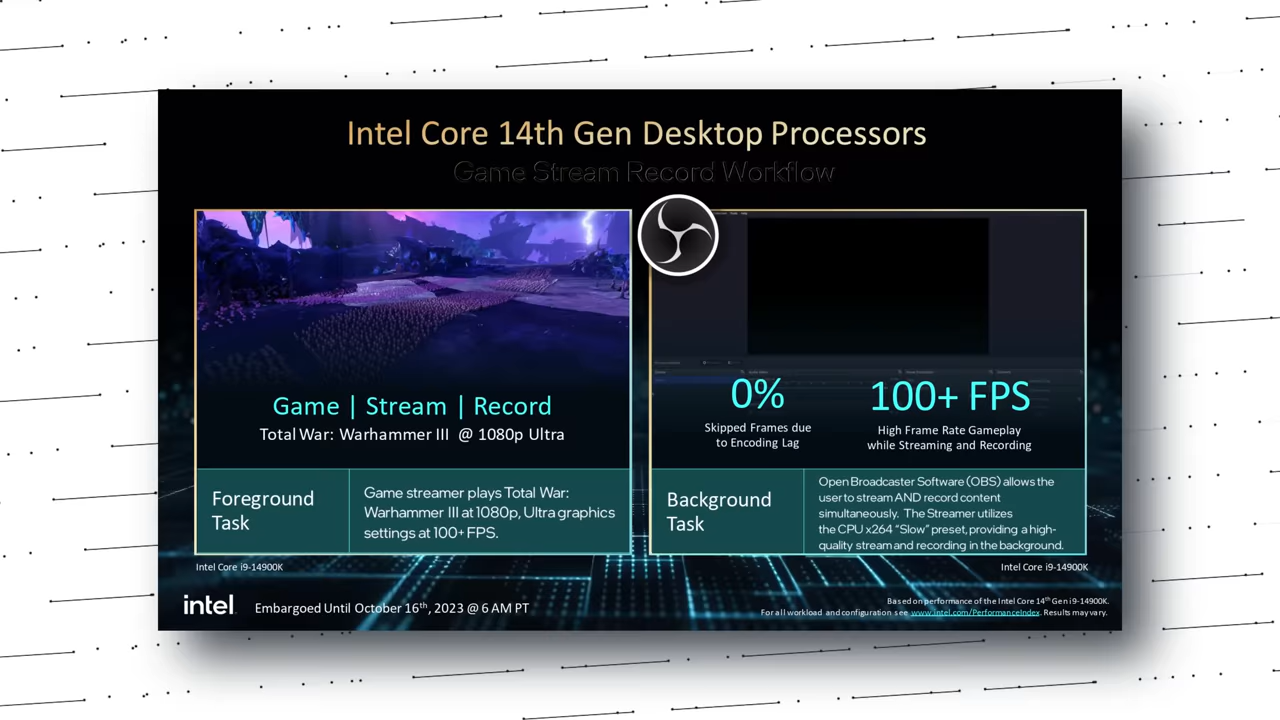 Intel Core 14th Gen Desktop Processors
Game Stream Record Workflow
Game | Stream | Record
Total War: Warhammer III @ 1080p Ultra
Foreground
Task
Game streamer plays Total War:
Warhammer III at 1080p, Ultra graphics
settings at 100+ FPS.
Intel Core i9-14900K
0%
Skipped Frames due
to Encoding Lag
100+ FPS
High Frame Rate Gameplay
while Streaming and Recording
Background
Task
Open Broadcaster Software (OBS) allows the
user to stream AND record content
simultaneously. The Streamer utilizes
the CPU x264 “Slow” preset, providing a high-
quality stream and recording in the background.
Intel Core i9-14900K
intel
Embargoed Until October 16th, 2023 @ 6 AM PT
Based on performance of the Intel Core 14th Gen i9-14900K.
For all workload and configuration see www.intel.com/PerformanceIndex. Results may vary.